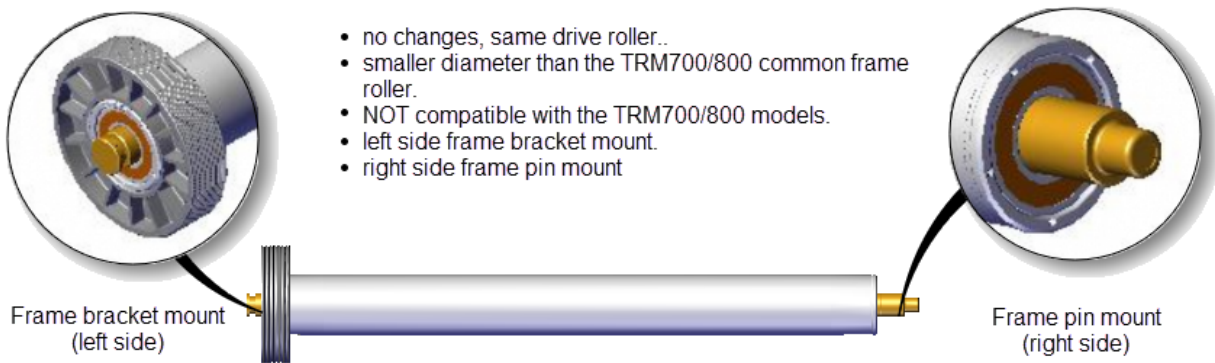 • no changes, same drive roller..
• smaller diameter than the TRM700/800 common frame
roller.
• NOT compatible with the TRM700/800 models.
• left side frame bracket mount.
• right side frame pin mount
Frame bracket mount
(left side)
Frame pin mount
(right side)